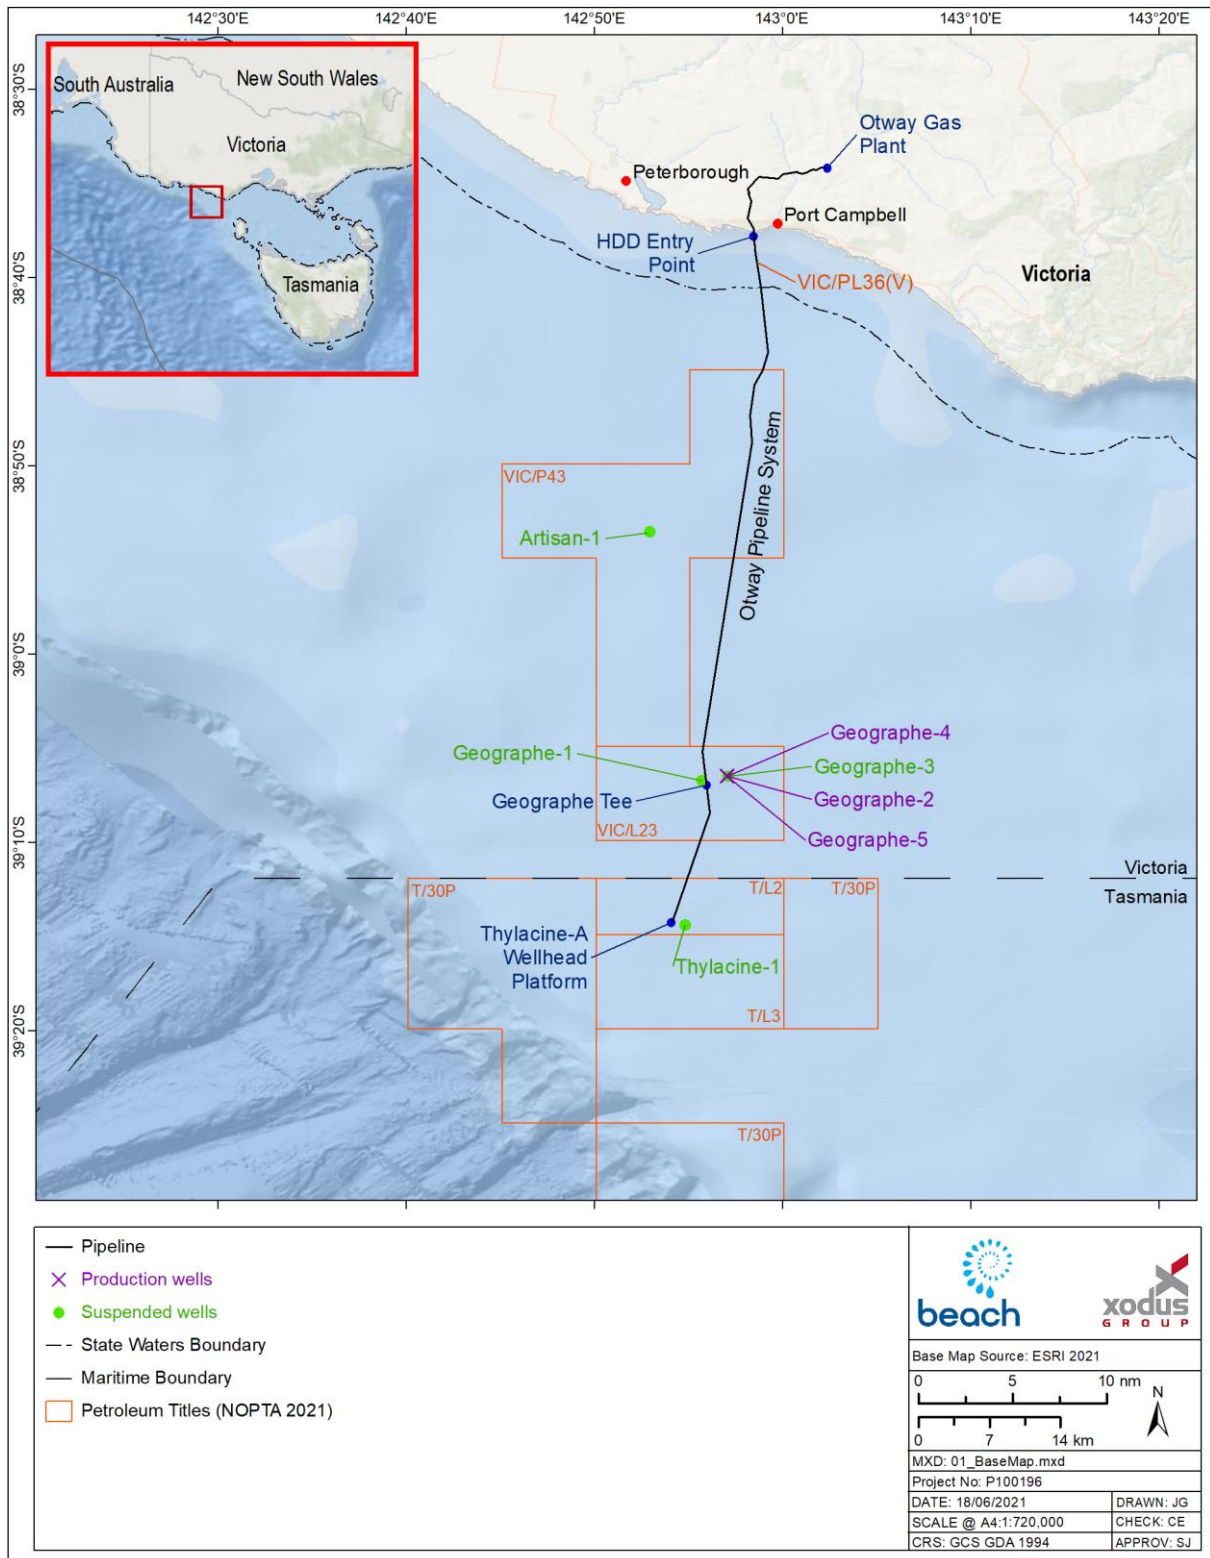 142°30'E
142°40'E
142°50'E
143°0'E
143°10'E
143°20'E
38°30'S
38°40'S
38°50'S
39°0'S
39°10'S
39°20'S
South Australia
New South Wales
Victoria
Tasmania
Otway Gas
Plant
Peterborough
Port Campbell
HDD Entry
Point
VIC/PL36(V)
Victoria
Otway Pipeline System
VIC/P43
Artisan-1
Geographe-1
Geographe Tee
VIC/L23
Geographe-4
Geographe-3
Geographe-2
Geographe-5
Victoria
Tasmania
T/30P
T/L2
T/30P
Thylacine-A
Wellhead
Platform
Thylacine-1
T/L3
T/30P
Pipeline
Production wells
Suspended wells
State Waters Boundary
Maritime Boundary
Petroleum Titles (NOPTA 2021)
beach
xodus
GROUP
Base Map Source: ESRI 2021
0 5 10 nm
N
0 7 14 km
MXD: 01_BaseMap.mxd
Project No: P100196
DATE: 18/06/2021 DRAWN: JG
SCALE @ A4:1:720,000 CHECK: CE
CRS: GCS GDA 1994 APPROV: SJ